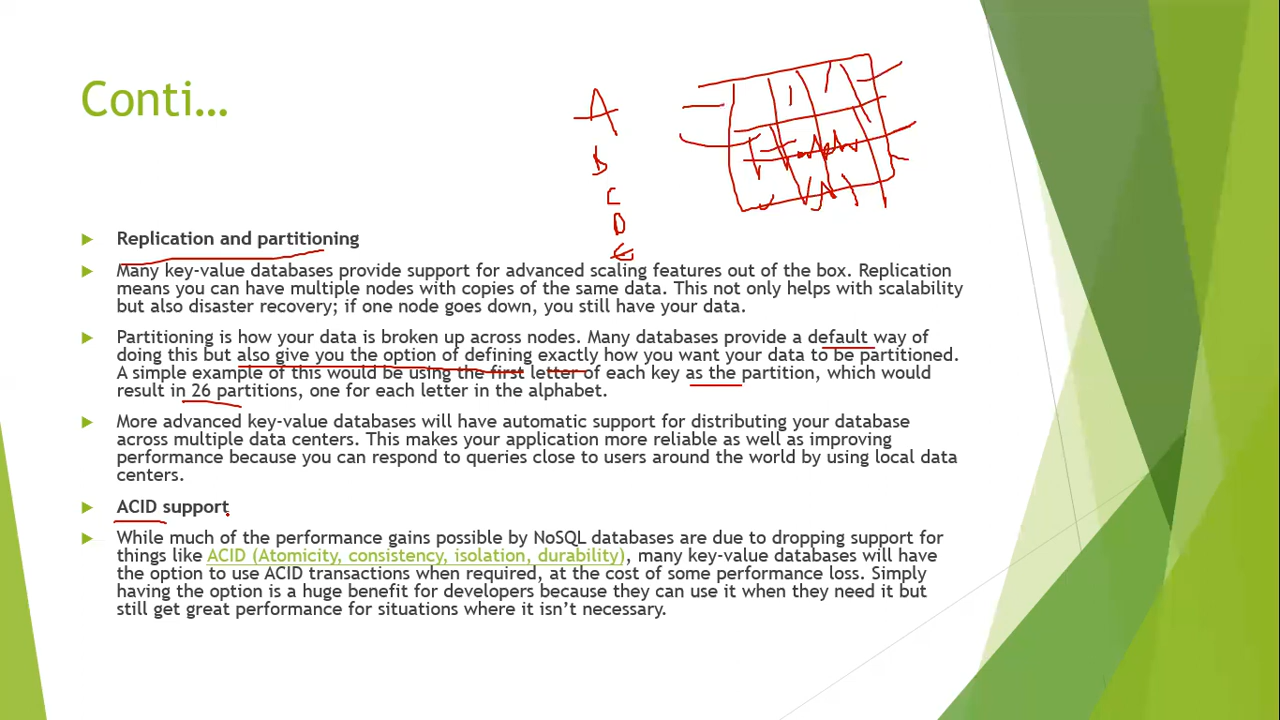 Conti…
A
B
C
D
E
Replication and partitioning
Many key-value databases provide support for advanced scaling features out of the box. Replication
means you can have multiple nodes with copies of the same data. This not only helps with scalability
but also disaster recovery; if one node goes down, you still have your data.
Partitioning is how your data is broken up across nodes. Many databases provide a default way of
doing this but also give you the option of defining exactly how you want your data to be partitioned.
A simple example of this would be using the first letter of each key as the partition, which would
result in 26 partitions, one for each letter in the alphabet.
More advanced key-value databases will have automatic support for distributing your database
across multiple data centers. This makes your application more reliable as well as improving
performance because you can respond to queries close to users around the world by using local data
centers.
ACID support
While much of the performance gains possible by NoSQL databases are due to dropping support for
things like ACID (Atomicity, consistency, isolation, durability), many key-value databases will have
the option to use ACID transactions when required, at the cost of some performance loss. Simply
having the option is a huge benefit for developers because they can use it when they need it but
still get great performance for situations where it isn’t necessary.